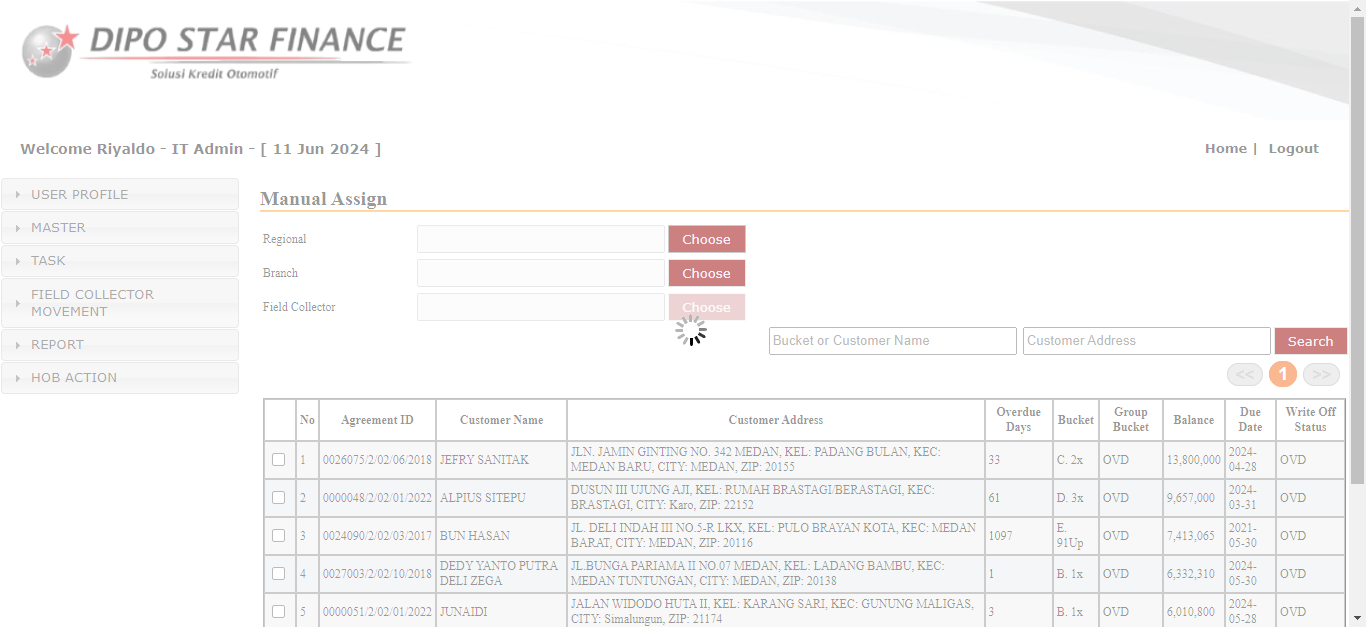 DIPO STAR FINANCE
Solusi Kredit Otomotif
Welcome Riyaldo - IT Admin - [ 11 Jun 2024 ]
Home | Logout
USER PROFILE
MASTER
TASK
FIELD COLLECTOR
MOVEMENT
REPORT
HOB ACTION
Manual Assign
Regional Choose
Branch Choose
Field Collector Choose
Bucket or Customer Name Customer Address Search
<< 1 >>
No Agreement ID Customer Name Customer Address Overdue Days Bucket Group Bucket Balance Due Date Write Off Status
1 0026075/2/02/06/2018 JEFRY SANITAK JLN. JAMIN GINTING NO. 342 MEDAN, KEL: PADANG BULAN, KEC: MEDAN BARU, CITY: MEDAN, ZIP: 20155 33 C. 2x OVD 13,800,000 2024-04-28 OVD
2 0000048/2/02/01/2022 ALPIUS SITEPU DUSUN III UJUNG AJI, KEL: RUMAH BRASTAGI/BERASTAGI, KEC: BRASTAGI, CITY: Karo, ZIP: 22152 61 D. 3x OVD 9,657,000 2024-03-31 OVD
3 0024090/2/02/03/2017 BUN HASAN JL. DELI INDAH III NO.5-R LKX, KEL: PULO BRAYAN KOTA, KEC: MEDAN BARAT, CITY: MEDAN, ZIP: 20116 1097 E. 91Up OVD 7,413,065 2021-05-30 OVD
4 0027003/2/02/10/2018 DEDY YANTO PUTRA DELI ZEGA JL.BUNGA PARIAMA II NO.07 MEDAN, KEL: LADANG BAMBU, KEC: MEDAN TUNTUNGAN, CITY: MEDAN, ZIP: 20138 1 B. 1x OVD 6,332,310 2024-05-30 OVD
5 0000051/2/02/01/2022 JUNAIDI JALAN WIDODO HUTA II, KEL: KARANG SARI, KEC: GUNUNG MALIGAS, CITY: Simalungun, ZIP: 21174 3 B. 1x OVD 6,010,800 2024-05-28 OVD